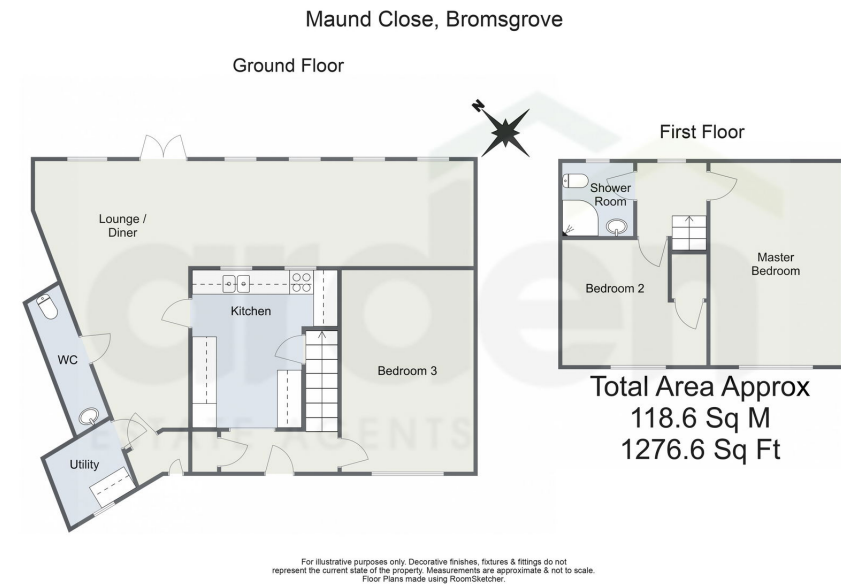 Maund Close, Bromsgrove
Ground Floor
N
First Floor
Lounge /
Diner
Shower
Room
Master
Bedroom
Bedroom 2
Kitchen
WC
Bedroom 3
Utility
arden
ESTATE AGENTS
Total Area Approx
118.6 Sq M
1276.6 Sq Ft
For illustrative purposes only. Decorative finishes, fixtures & fittings do not
represent the current state of the property. Measurements are approximate & not to scale.
Floor Plans made using RoomSketcher.